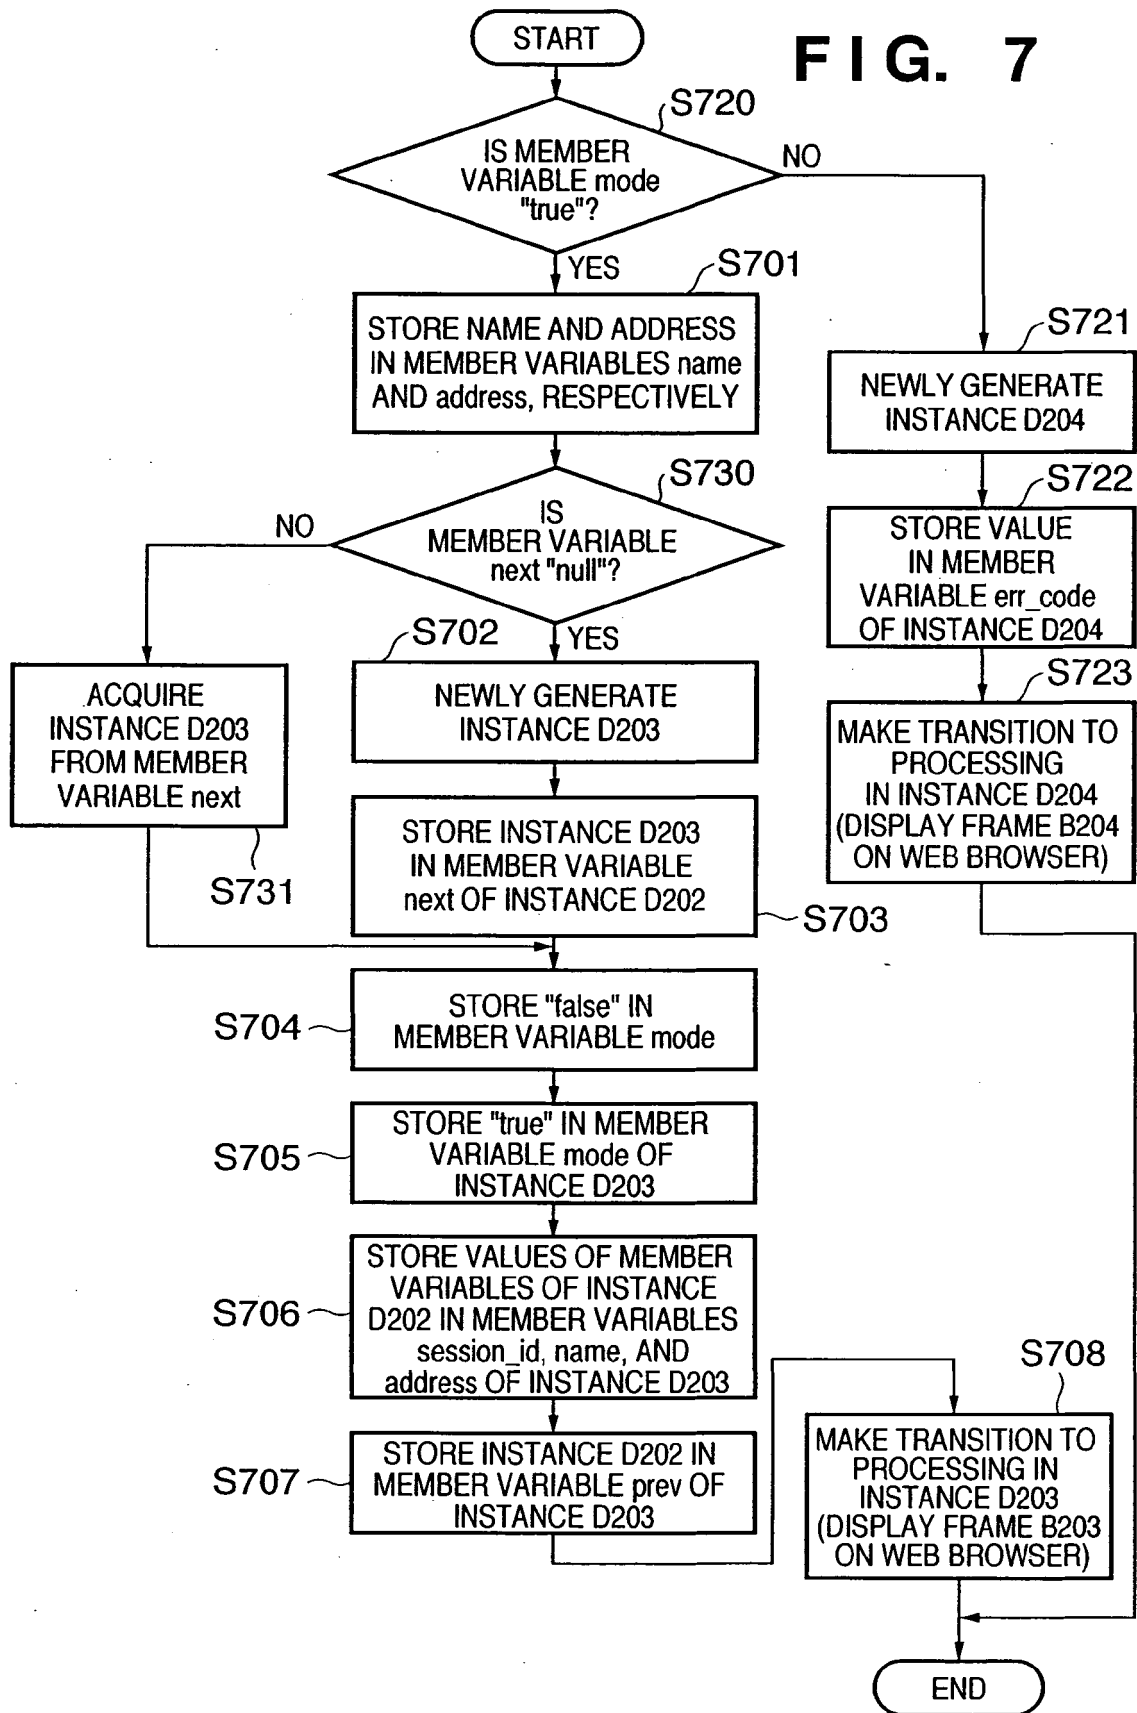 START
FIG. 7
S720
IS MEMBER
VARIABLE mode
"true"?
NO
YES
S701
STORE NAME AND ADDRESS
IN MEMBER VARIABLES name
AND address, RESPECTIVELY
S721
NEWLY GENERATE
INSTANCE D204
S730
IS
MEMBER VARIABLE
next "null"?
NO
YES
S722
STORE VALUE
IN MEMBER
VARIABLE err_code
OF INSTANCE D204
S702
NEWLY GENERATE
INSTANCE D203
ACQUIRE
INSTANCE D203
FROM MEMBER
VARIABLE next
S731
S723
MAKE TRANSITION TO
PROCESSING
IN INSTANCE D204
(DISPLAY FRAME B204
ON WEB BROWSER)
STORE INSTANCE D203
IN MEMBER VARIABLE
next OF INSTANCE D202
S703
S704
STORE "false" IN
MEMBER VARIABLE mode
S705
STORE "true" IN MEMBER
VARIABLE mode OF
INSTANCE D203
S706
STORE VALUES OF MEMBER
VARIABLES OF INSTANCE
D202 IN MEMBER VARIABLES
session_id, name, AND
address OF INSTANCE D203
S707
STORE INSTANCE D202 IN
MEMBER VARIABLE prev OF
INSTANCE D203
S708
MAKE TRANSITION TO
PROCESSING IN
INSTANCE D203
(DISPLAY FRAME B203
ON WEB BROWSER)
END